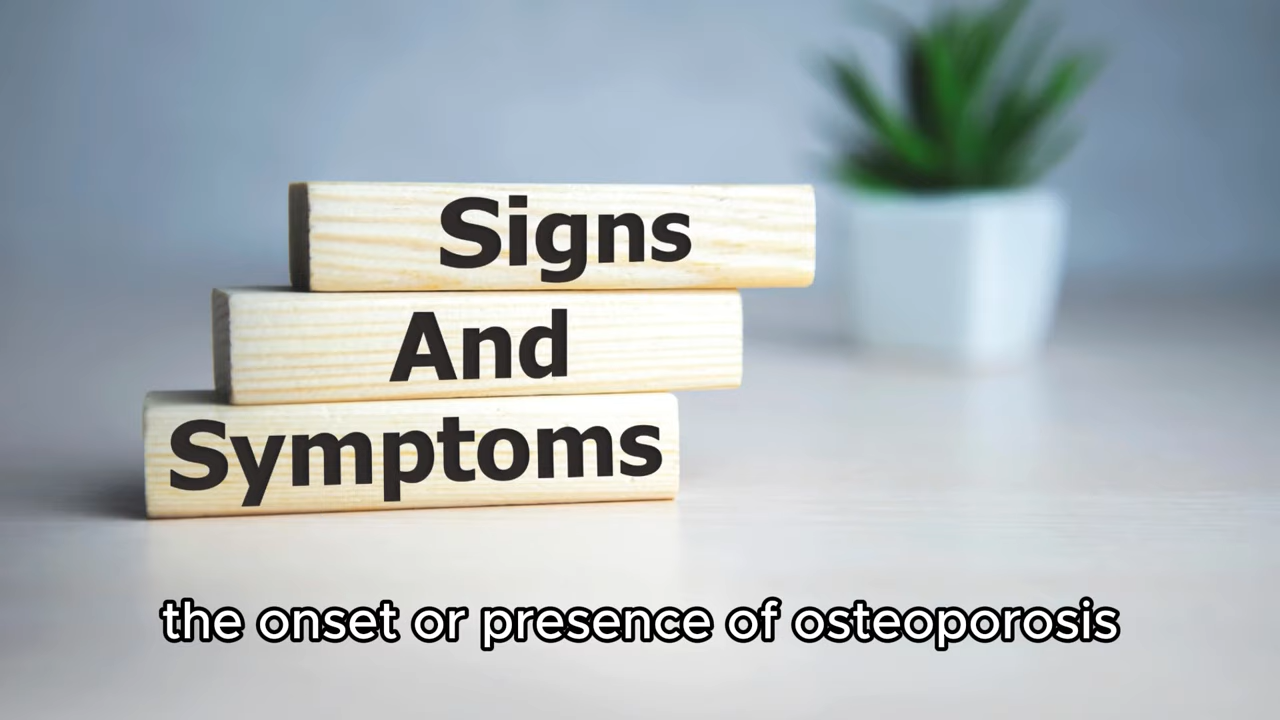 Signs
And
Symptoms
the onset or presence of osteoporosis